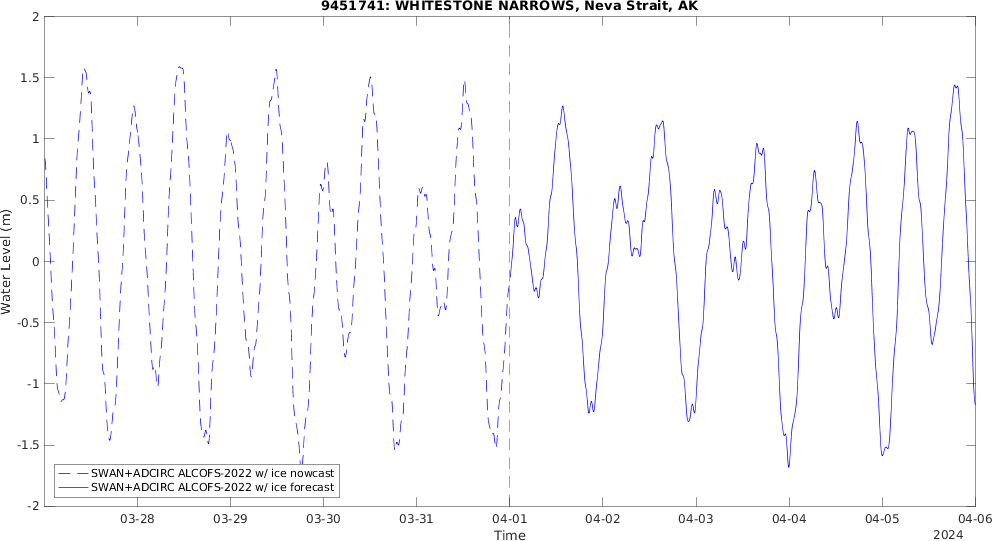 9451741: WHITESTONE NARROWS, Neva Strait, AK
2
1.5
1
0.5
0
-0.5
-1
-1.5
-2
Water Level (m)
SWAN+ADCIRC ALCOFS-2022 w/ ice nowcast
SWAN+ADCIRC ALCOFS-2022 w/ ice forecast
03-28 03-29 03-30 03-31 04-01 04-02 04-03 04-04 04-05 04-06
Time
2024